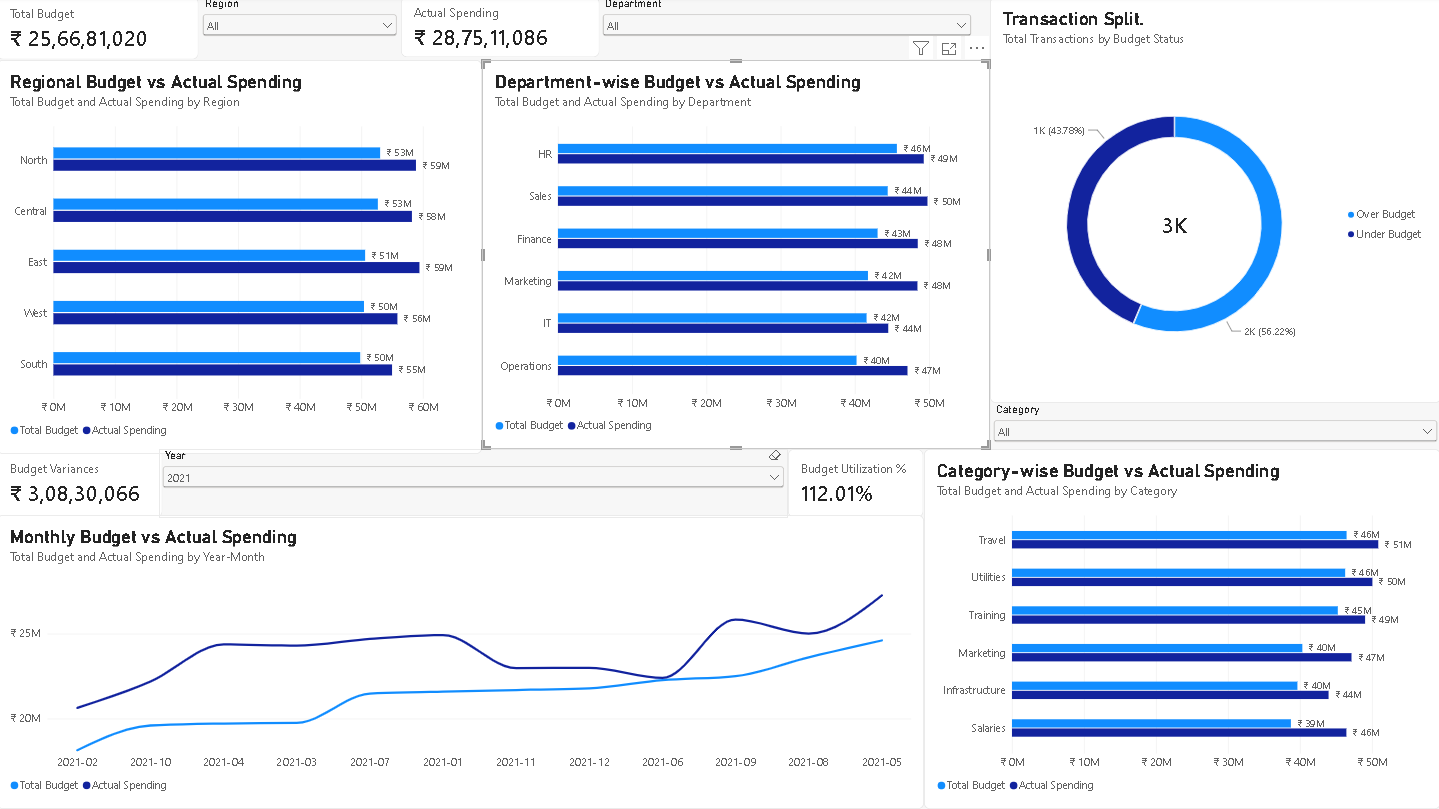 Total Budget
₹ 25,66,81,020
Region
All
Actual Spending
₹ 28,75,11,086
Department
All
Transaction Split.
Total Transactions by Budget Status
1K (43.78%)
3K
2K (56.22%)
Over Budget
Under Budget
Regional Budget vs Actual Spending
Total Budget and Actual Spending by Region
North
₹ 53M
₹ 59M
Central
₹ 53M
₹ 58M
East
₹ 51M
₹ 59M
West
₹ 50M
₹ 56M
South
₹ 50M
₹ 55M
₹ 0M ₹ 10M ₹ 20M ₹ 30M ₹ 40M ₹ 50M ₹ 60M
Total Budget Actual Spending
Department-wise Budget vs Actual Spending
Total Budget and Actual Spending by Department
HR
₹ 46M
₹ 49M
Sales
₹ 44M
₹ 50M
Finance
₹ 43M
₹ 48M
Marketing
₹ 42M
₹ 48M
IT
₹ 42M
₹ 44M
Operations
₹ 40M
₹ 47M
₹ 0M ₹ 10M ₹ 20M ₹ 30M ₹ 40M ₹ 50M
Total Budget Actual Spending
Category
All
Budget Variances
₹ 3,08,30,066
Year
2021
Budget Utilization %
112.01%
Monthly Budget vs Actual Spending
Total Budget and Actual Spending by Year-Month
₹ 25M
₹ 20M
2021-02 2021-10 2021-04 2021-03 2021-07 2021-01 2021-11 2021-12 2021-06 2021-09 2021-08 2021-05
Total Budget Actual Spending
Category-wise Budget vs Actual Spending
Total Budget and Actual Spending by Category
Travel
₹ 46M
₹ 51M
Utilities
₹ 46M
₹ 50M
Training
₹ 45M
₹ 49M
Marketing
₹ 40M
₹ 47M
Infrastructure
₹ 40M
₹ 44M
Salaries
₹ 39M
₹ 46M
₹ 0M ₹ 10M ₹ 20M ₹ 30M ₹ 40M ₹ 50M
Total Budget Actual Spending